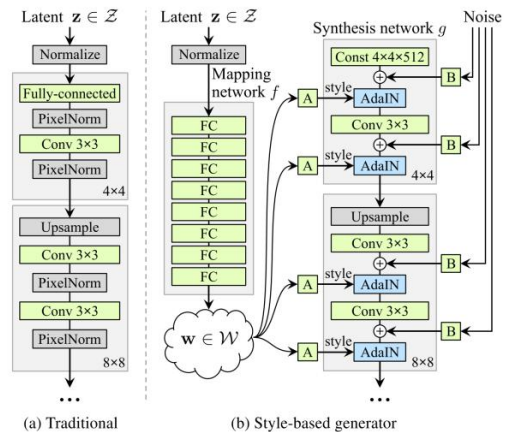 Latent z ∈ Z
Normalize
Fully-connected
PixelNorm
Conv 3×3
PixelNorm
4×4
Upsample
Conv 3×3
PixelNorm
Conv 3×3
PixelNorm
8×8
...
(a) Traditional
Latent z ∈ Z
Normalize
Mapping
network f
FC
FC
FC
FC
FC
FC
FC
FC
w ∈ W
A
A
A
A
Synthesis network g
Noise
Const 4×4×512
B
style
AdaIN
Conv 3×3
B
style
AdaIN
4×4
Upsample
Conv 3×3
B
style
AdaIN
Conv 3×3
B
style
AdaIN
8×8
...
(b) Style-based generator